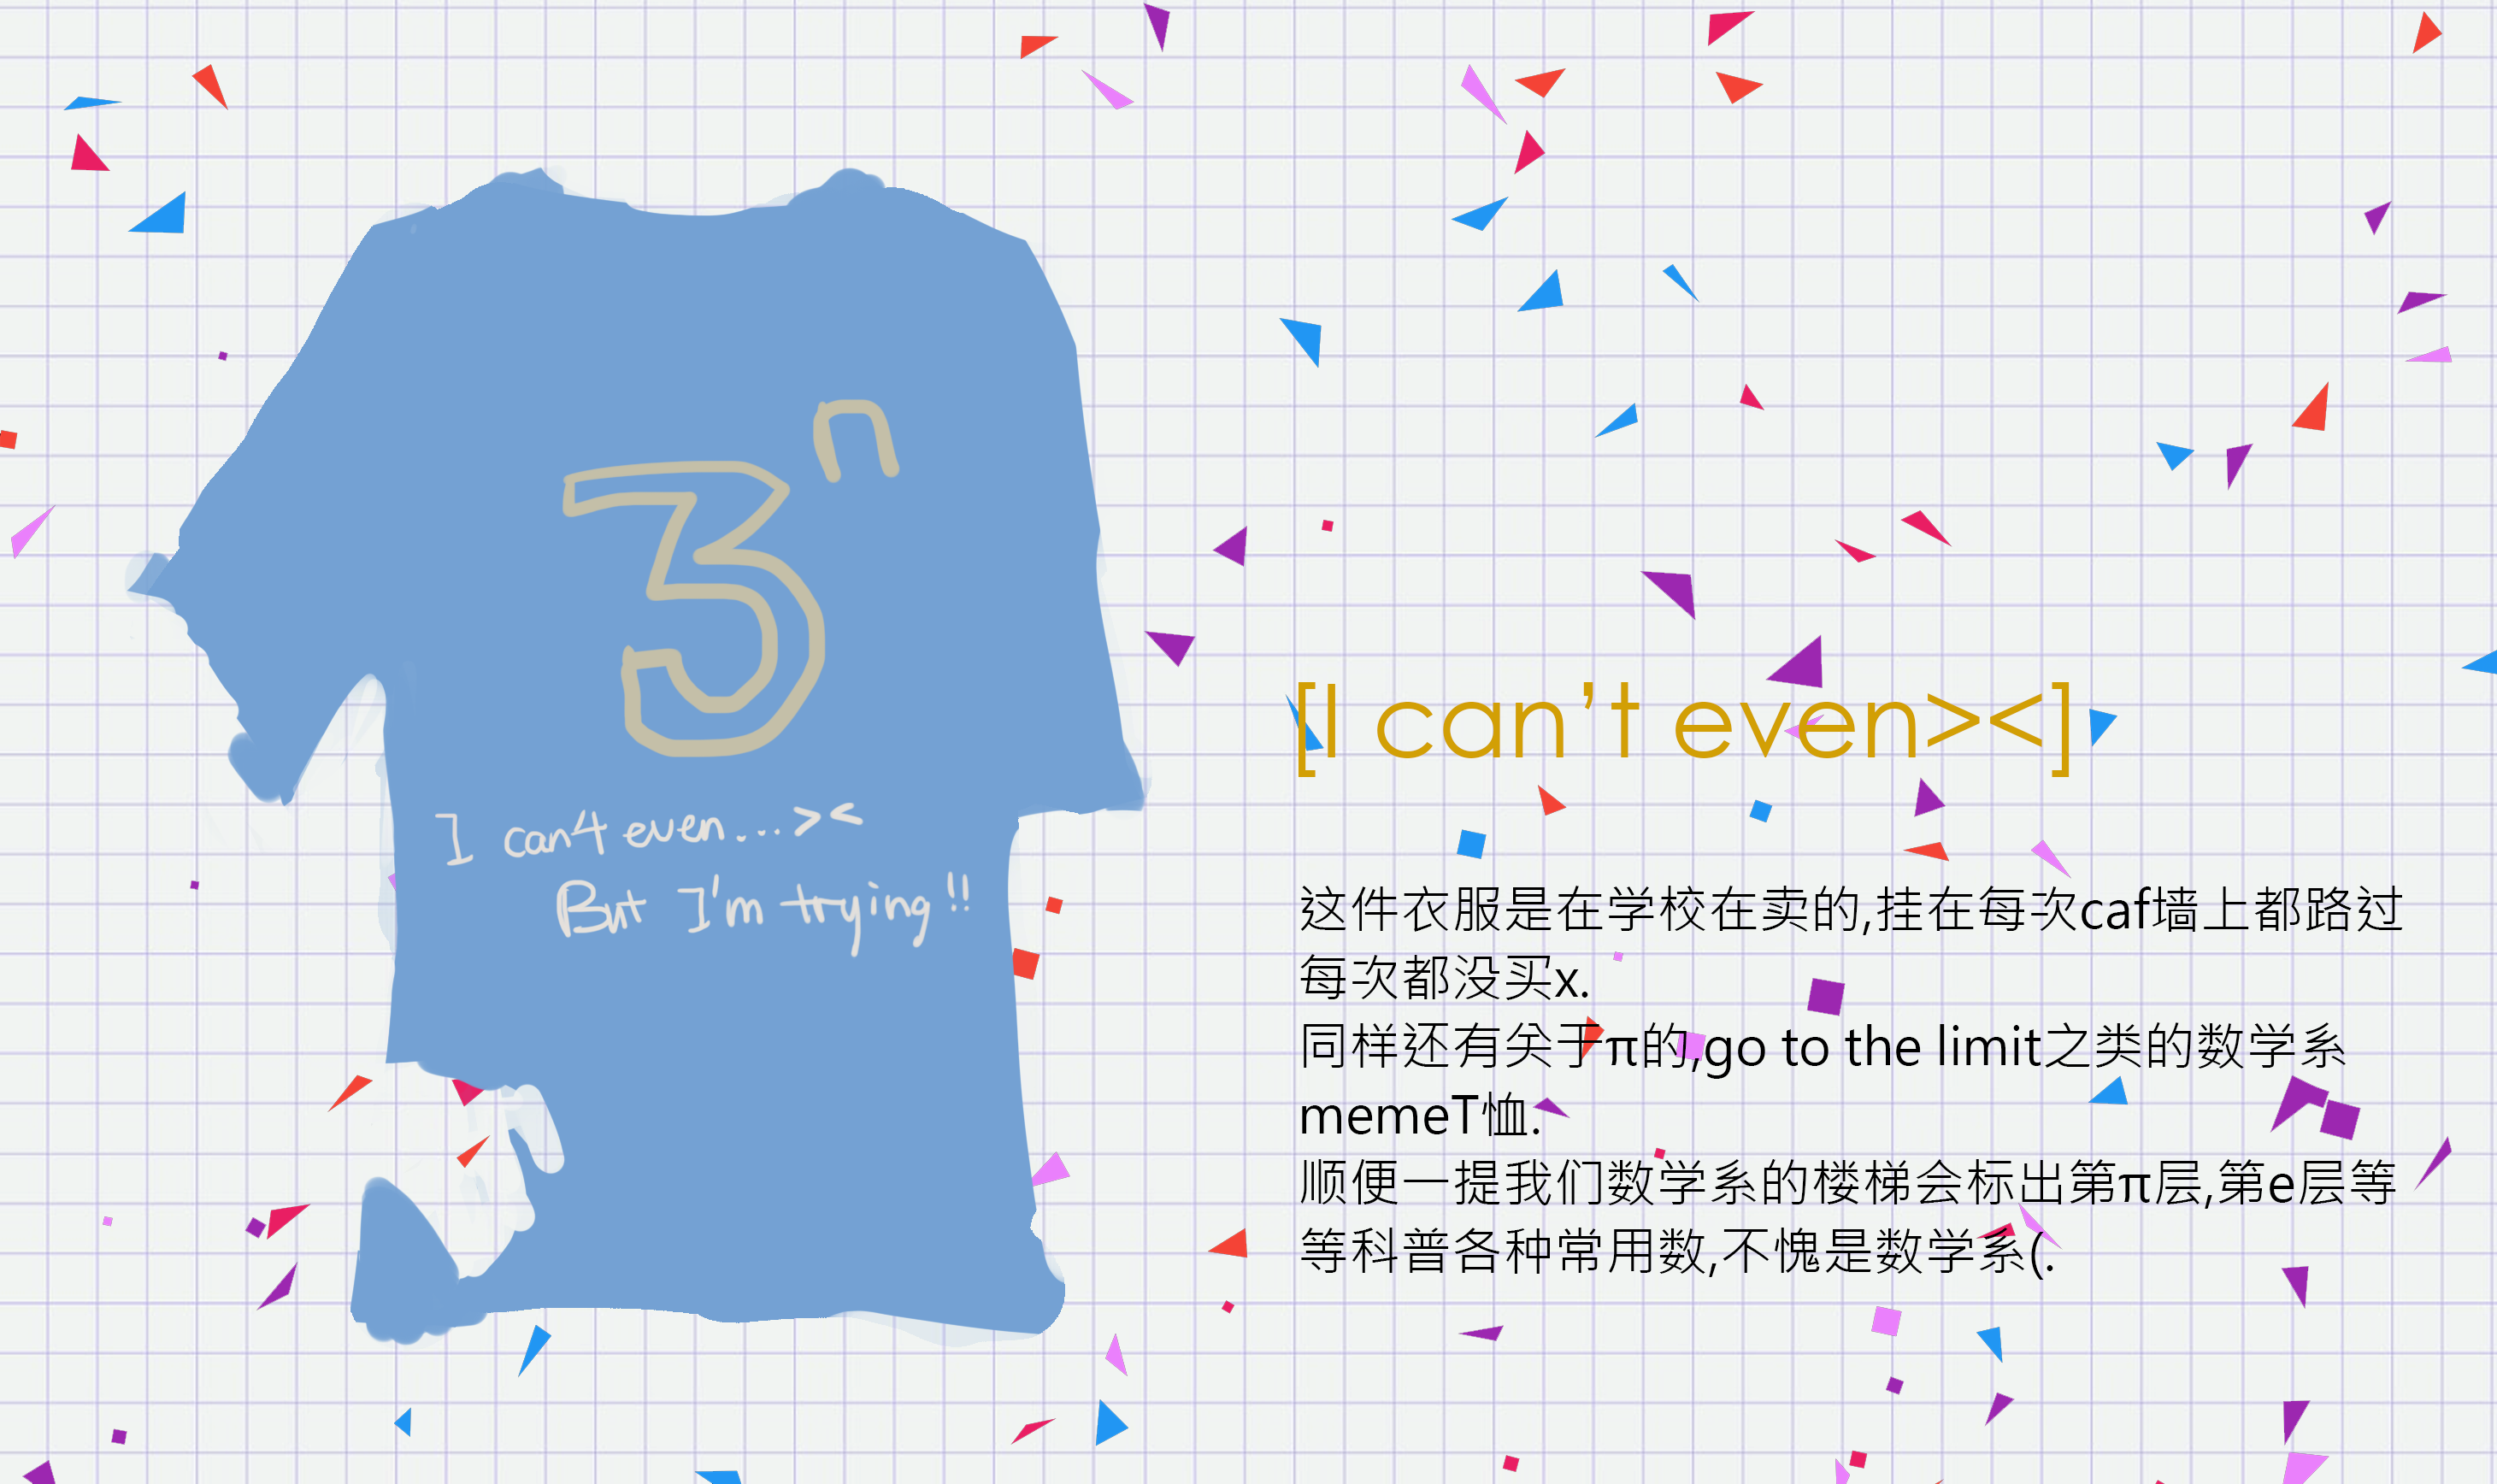 3ⁿ
I can't even...><
But I'm trying!!
[I can't even><]
这件衣服是在学校在卖的,挂在每次caf墙上都路过
每次都没买x.
同样还有关于π的,go to the limit之类的数学系
memeT恤.
顺便一提我们数学系的楼梯会标出第π层,第e层等
等科普各种常用数,不愧是数学系(.